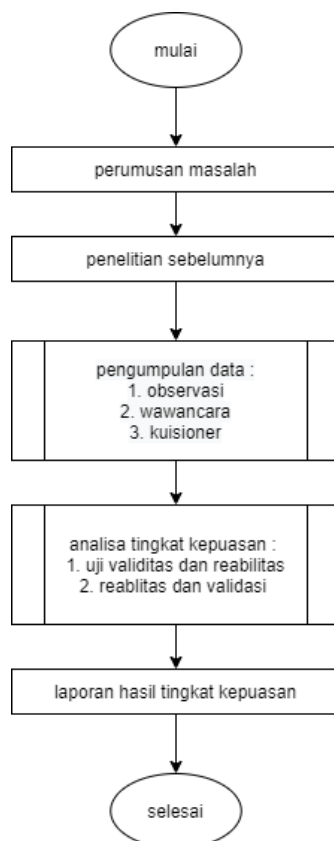 mulai
perumusan masalah
penelitian sebelumnya
pengumpulan data :
1. observasi
2. wawancara
3. kuisioner
analisa tingkat kepuasan :
1. uji validitas dan reabilitas
2. reablitas dan validasi
laporan hasil tingkat kepuasan
selesai